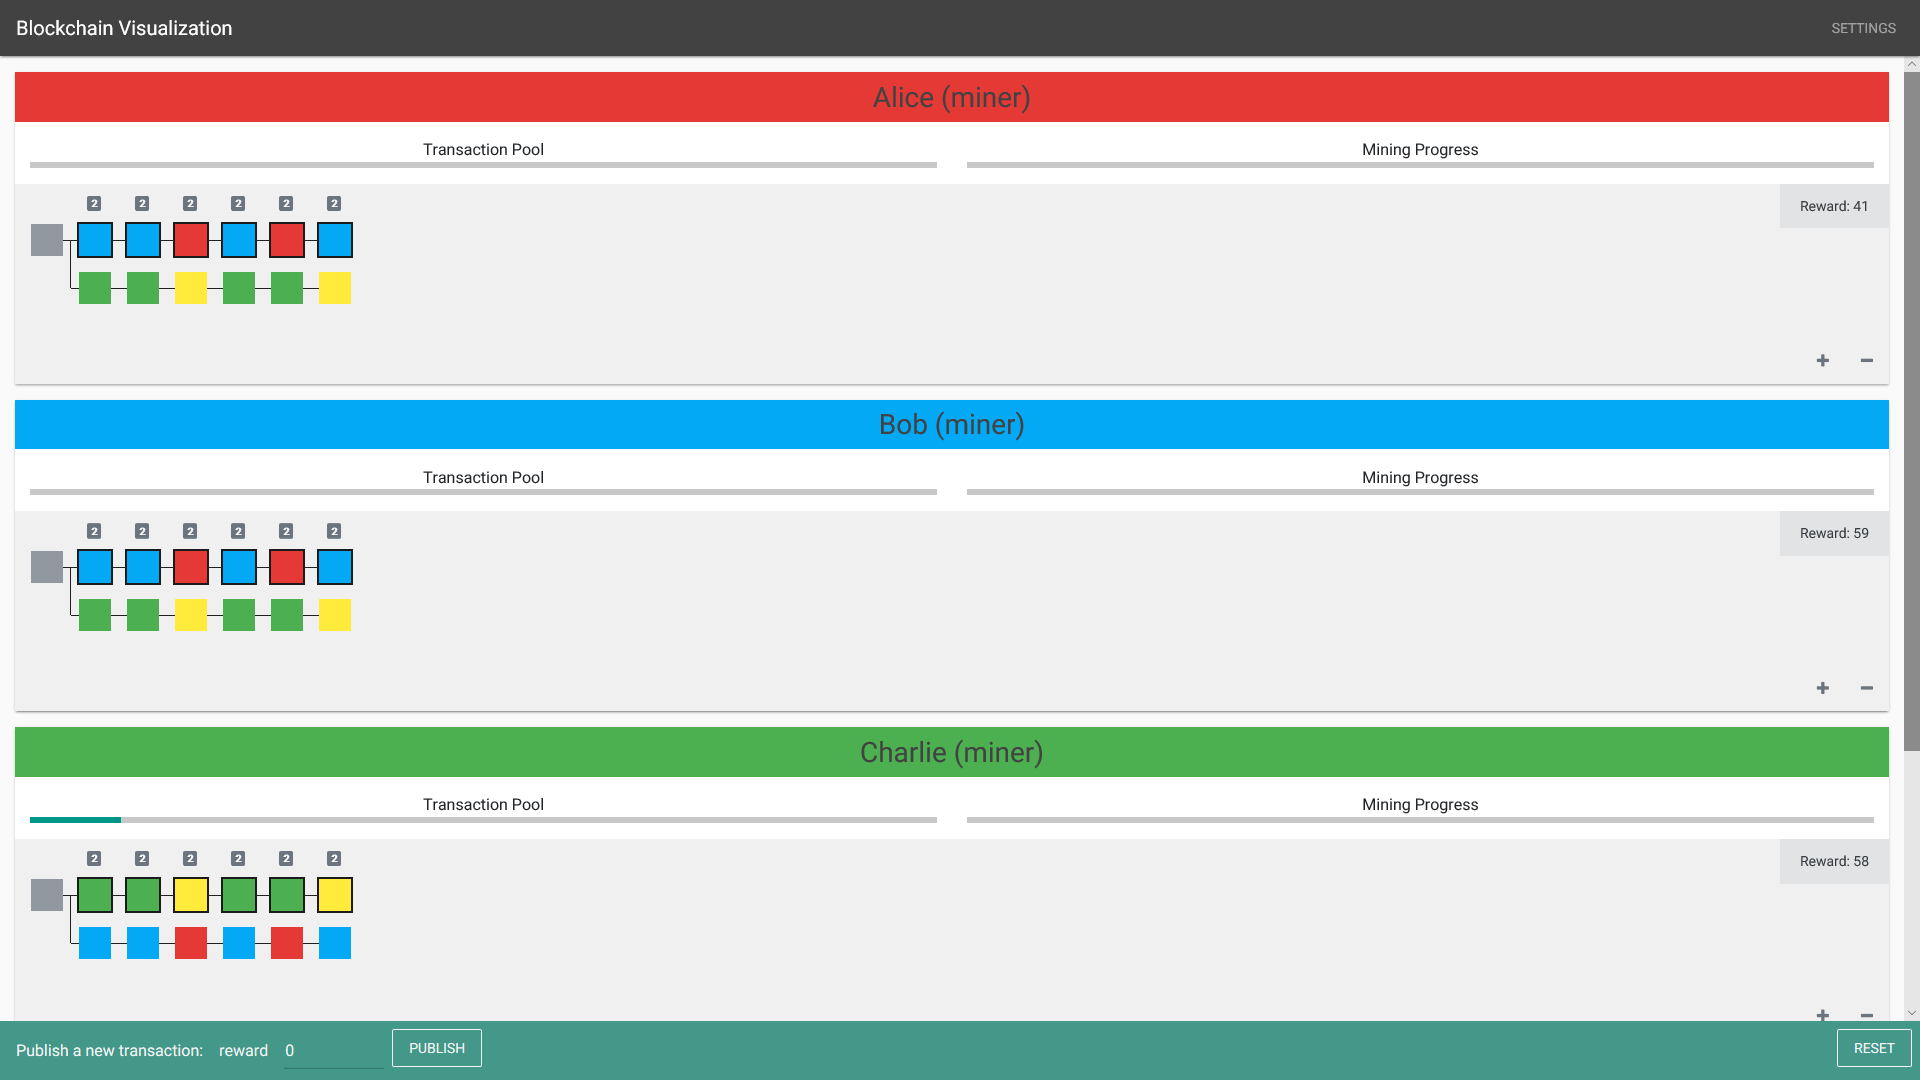 Blockchain Visualization SETTINGS
Alice (miner)
Transaction Pool Mining Progress
2 2 2 2 2 2
Reward: 41
Bob (miner)
Transaction Pool Mining Progress
2 2 2 2 2 2
Reward: 59
Charlie (miner)
Transaction Pool Mining Progress
2 2 2 2 2 2
Reward: 58
Publish a new transaction: reward 0 PUBLISH RESET